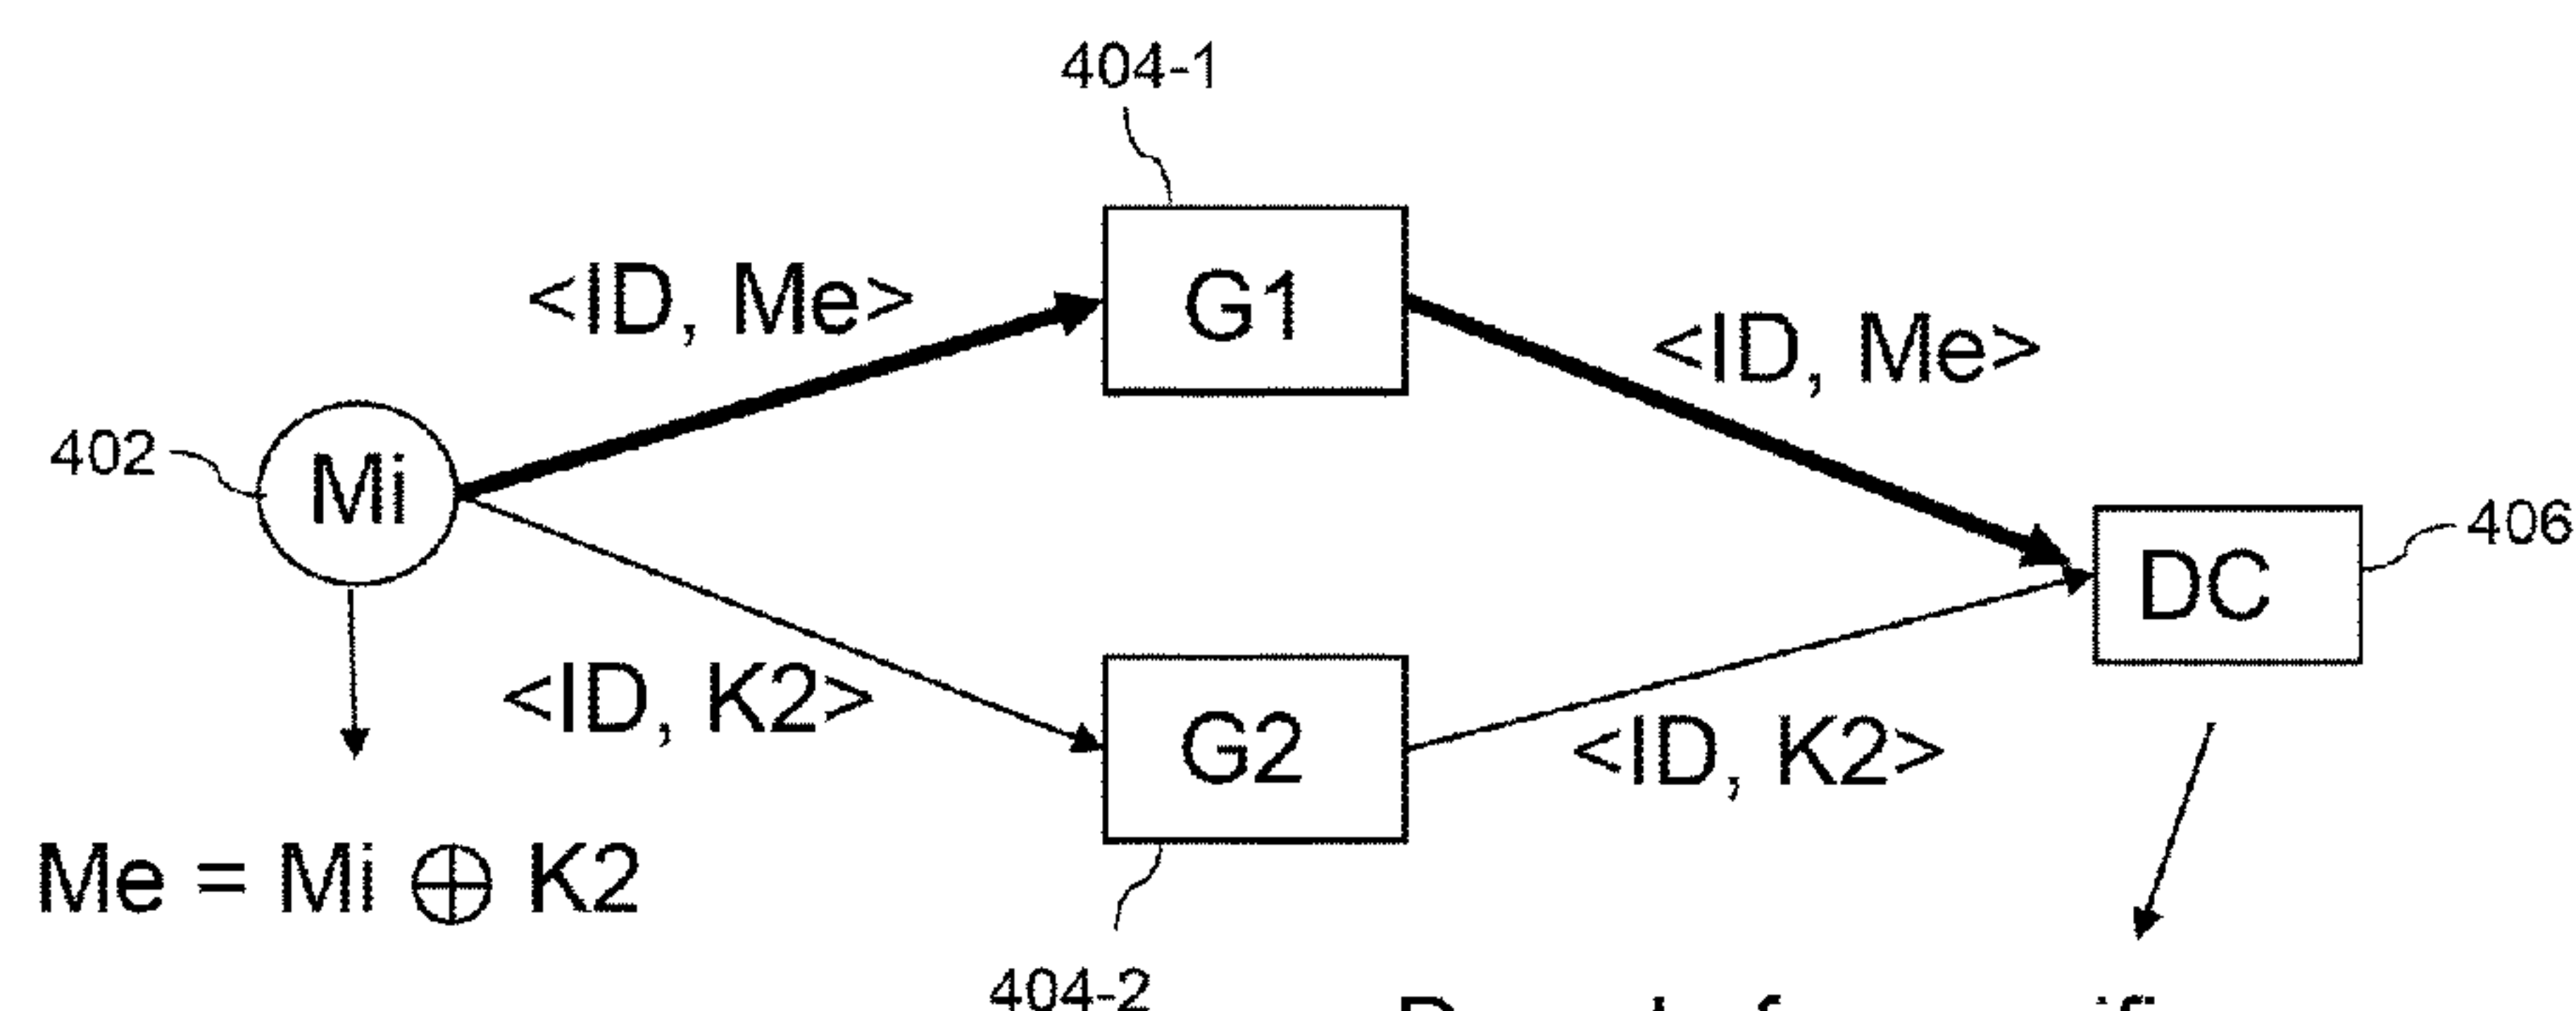 404-1
<ID, Me>
G1
<ID, Me>
402
Mi
406
DC
<ID, K2>
G2
<ID, K2>
Me = Mi ⊕ K2
404-2